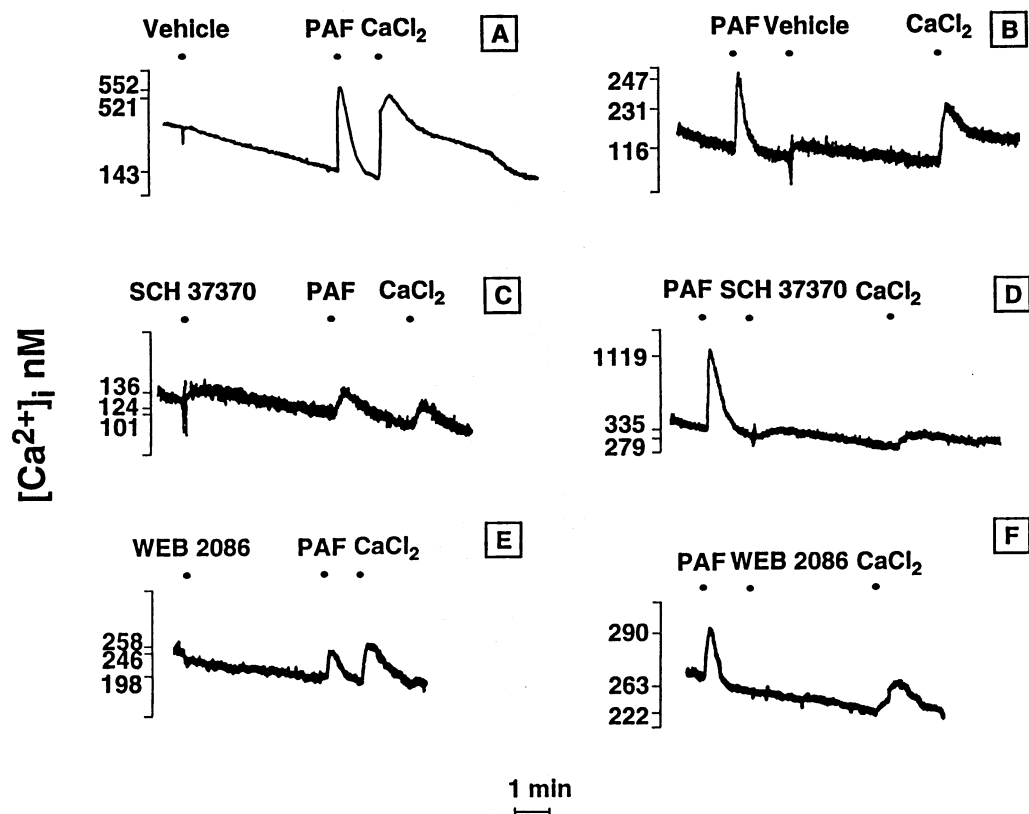 [Ca2+]i nM
Vehicle PAF CaCl2 A
552
521
143
PAF Vehicle CaCl2 B
247
231
116
SCH 37370 PAF CaCl2 C
136
124
101
PAF SCH 37370 CaCl2 D
1119
335
279
WEB 2086 PAF CaCl2 E
258
246
198
PAF WEB 2086 CaCl2 F
290
263
222
1 min